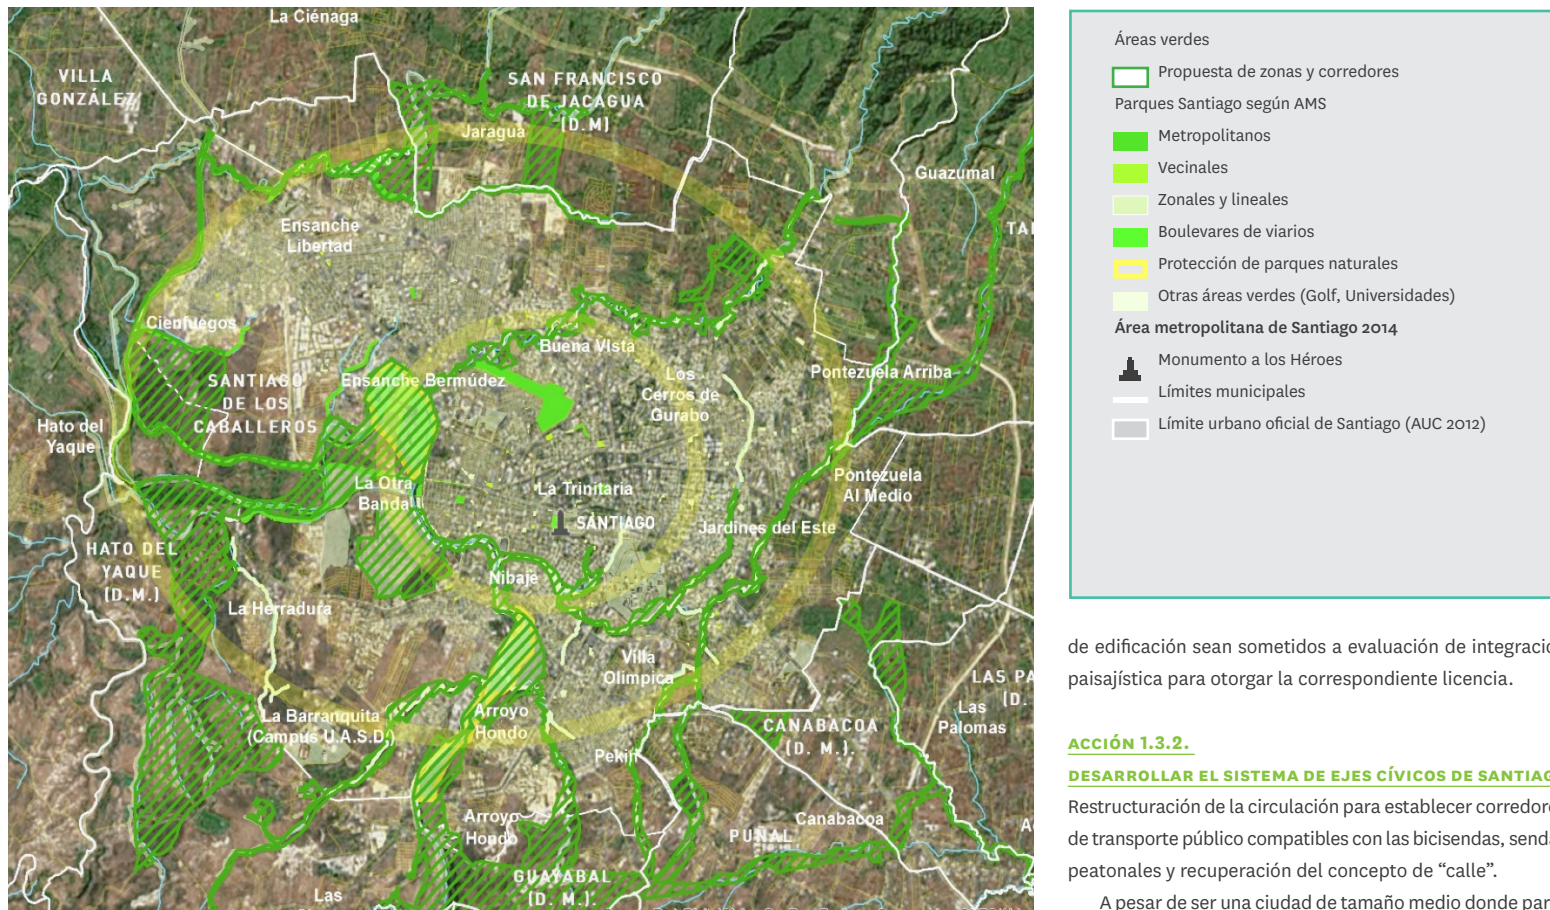 La Ciénaga
VILLA
GONZÁLEZ
SAN FRANCISCO
DE JACAGUA
(D.M)
Jaragua
Guazumal
Ensanche
Libertad
Cienfuegos
Buena Vista
SANTIAGO
DE LOS
CABALLEROS
Ensanche Bermúdez
Los
Cerros de
Gurabo
Pontezuela Arriba
Hato del
Yaque
La Otra
Banda
La Trinitaria
Pontezuela
Al Medio
SANTIAGO
Jardines del Este
HATO DEL
YAQUE
(D.M.)
Nibaje
La Herradura
Villa
Olimpica
La Barranquita
(Campus U.A.S.D.)
Arroyo
Hondo
CANABACOA
(D. M.).
LAS PA
(D.
Las
Palomas
Pekin
Arroyo
Hondo
Canabacoa
PUÑAL
GUAYABAL
(D. M.).
Las
Áreas verdes
Propuesta de zonas y corredores
Parques Santiago según AMS
Metropolitanos
Vecinales
Zonales y lineales
Boulevares de viarios
Protección de parques naturales
Otras áreas verdes (Golf, Universidades)
Área metropolitana de Santiago 2014
Monumento a los Héroes
Límites municipales
Límite urbano oficial de Santiago (AUC 2012)
de edificación sean sometidos a evaluación de integració
paisajística para otorgar la correspondiente licencia.
ACCIÓN 1.3.2.
DESARROLLAR EL SISTEMA DE EJES CÍVICOS DE SANTIAG
Restructuración de la circulación para establecer corredor
de transporte público compatibles con las bicisendas, send
peatonales y recuperación del concepto de “calle”.
A pesar de ser una ciudad de tamaño medio donde par